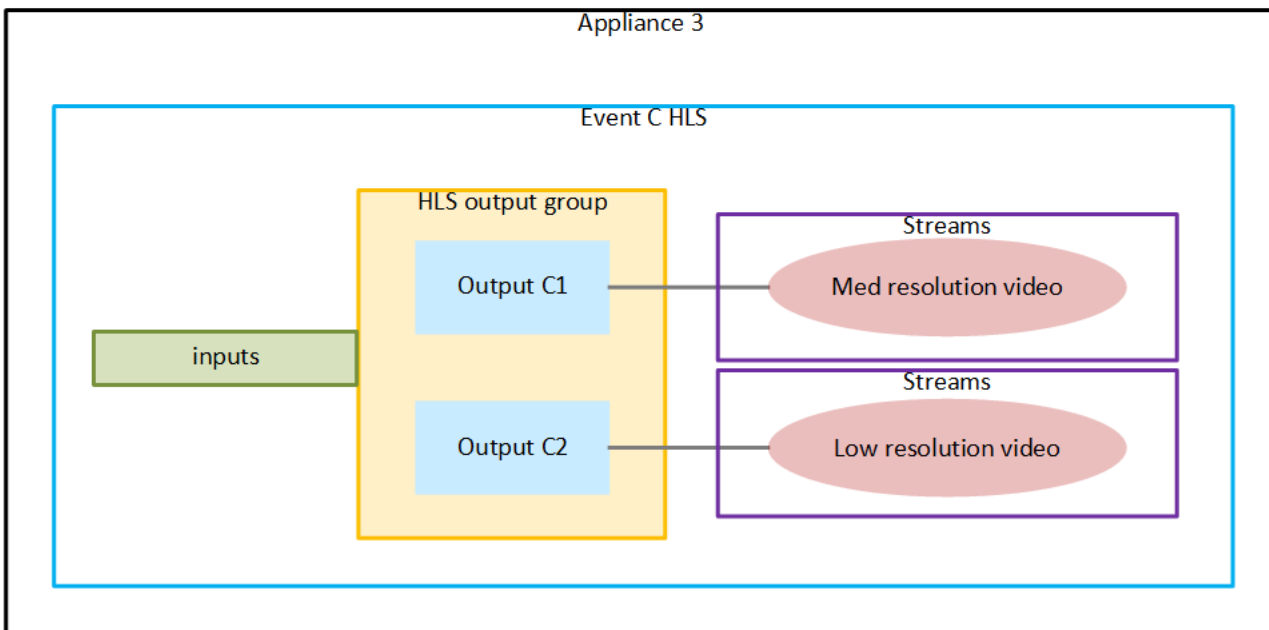 Appliance 3
Event C HLS
HLS output group
Streams
Output C1
Med resolution video
inputs
Streams
Output C2
Low resolution video